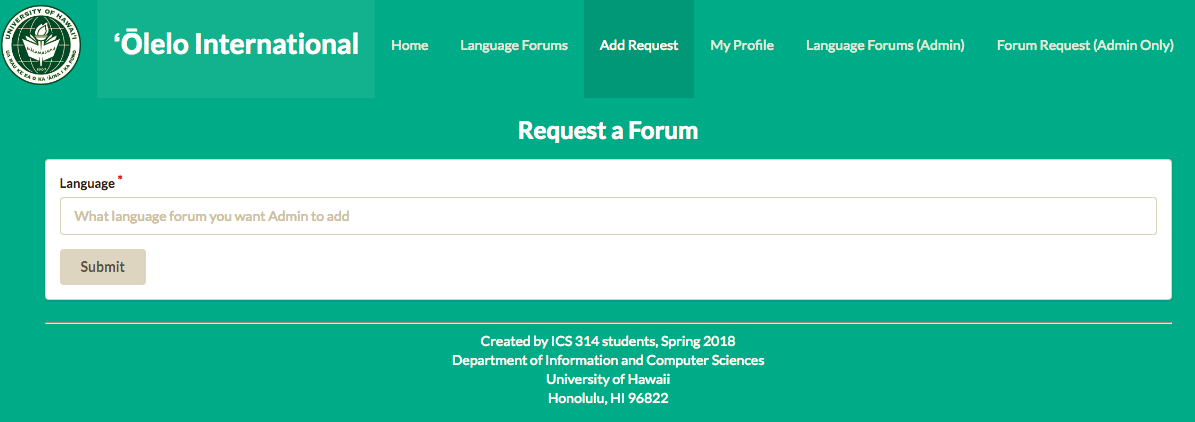 UNIVERSITY OF HAWAIʻI
1907
ʻŌlelo International
Home
Language Forums
Add Request
My Profile
Language Forums (Admin)
Forum Request (Admin Only)
Request a Forum
Language *
What language forum you want Admin to add
Submit
Created by ICS 314 students, Spring 2018
Department of Information and Computer Sciences
University of Hawaii
Honolulu, HI 96822